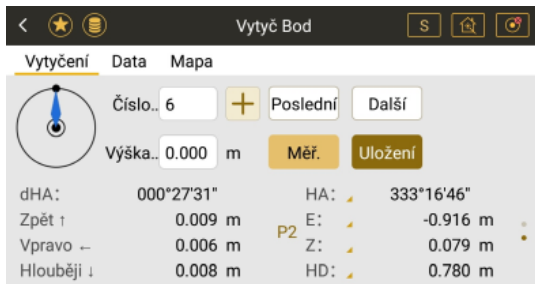 Vytyč Bod S
Vytyčení Data Mapa
Číslo.. 6 + Poslední Další
Výška.. 0.000 m Měř. Uložení
dHA: 000°27'31" HA: 333°16'46"
Zpět ↑ 0.009 m P2 E: -0.916 m
Vpravo ← 0.006 m Z: 0.079 m
Hlouběji ↓ 0.008 m HD: 0.780 m